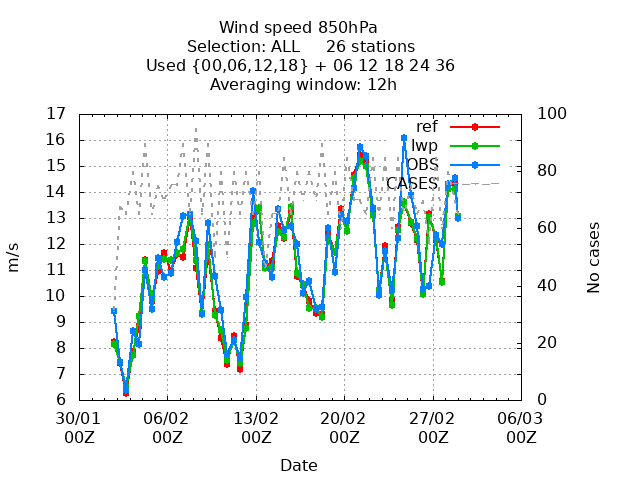 Wind speed 850hPa
Selection: ALL     26 stations
Used {00,06,12,18} + 06 12 18 24 36
Averaging window: 12h
17
16
15
14
13
12
11
10
9
8
7
6
m/s
100
80
60
40
20
0
No cases
ref
lwp
OBS
CASES
30/01 06/02 13/02 20/02 27/02 06/03
00Z 00Z 00Z 00Z 00Z 00Z
Date